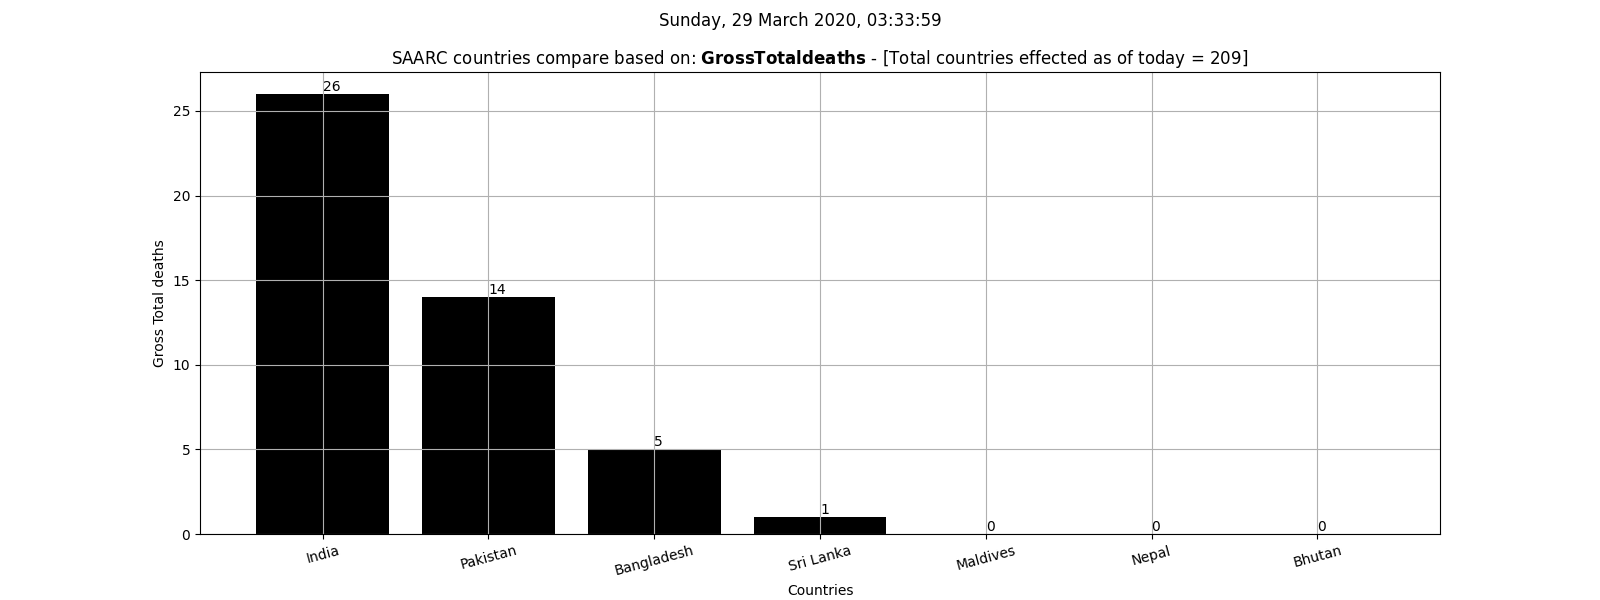 Sunday, 29 March 2020, 03:33:59
SAARC countries compare based on: GrossTotaldeaths - [Total countries effected as of today = 209]
Gross Total deaths
25
20
15
10
5
0
26
14
5
1
0
0
0
India
Pakistan
Bangladesh
Sri Lanka
Maldives
Nepal
Bhutan
Countries